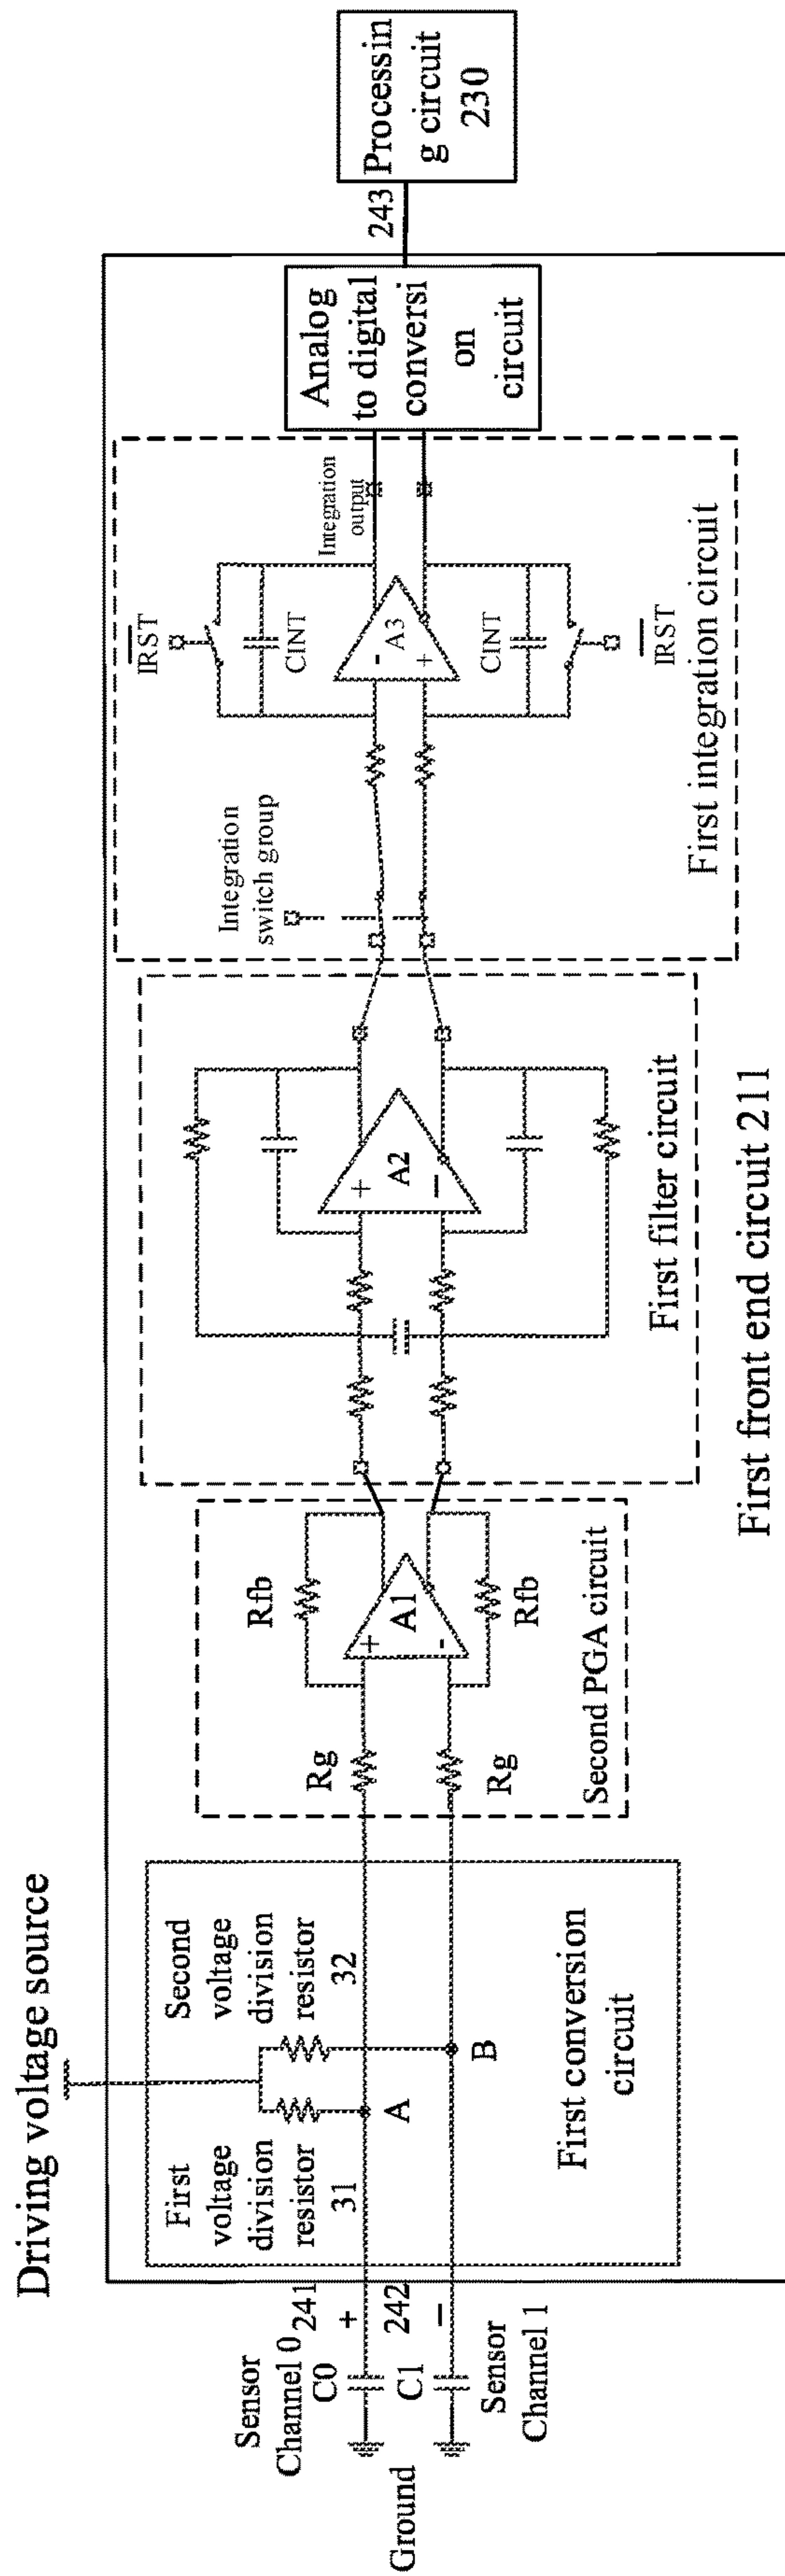 Driving voltage source
Sensor
Channel 0
C0
241
+
Ground
C1
242
−
Sensor
Channel 1
First
voltage
division
resistor
31
Second
voltage
division
resistor
32
A
B
First conversion
circuit
Rg
Rg
Rfb
+
A1
-
Rfb
Second PGA circuit
+
A2
−
First filter circuit
Integration
switch group
IRST
CINT
-
A3
+
CINT
IRST
Integration
output
First integration circuit
Analog
to digital
conversi
on
circuit
243
Processin
g circuit
230
First front end circuit 211